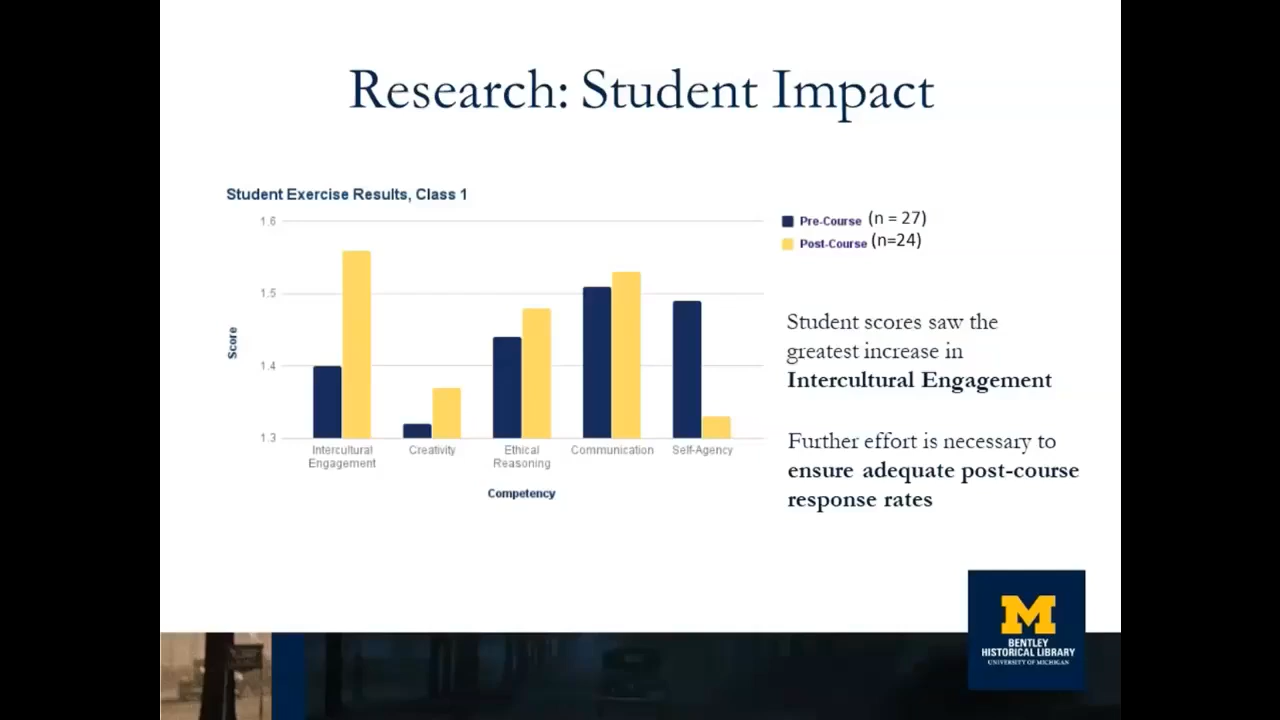 Research: Student Impact
Student Exercise Results, Class 1
Pre-Course (n = 27)
Post-Course (n=24)
1.6
1.5
1.4
1.3
Score
Intercultural
Engagement
Creativity
Ethical
Reasoning
Communication
Self-Agency
Competency
Student scores saw the
greatest increase in
Intercultural Engagement
Further effort is necessary to
ensure adequate post-course
response rates
M
BENTLEY
HISTORICAL LIBRARY
UNIVERSITY OF MICHIGAN